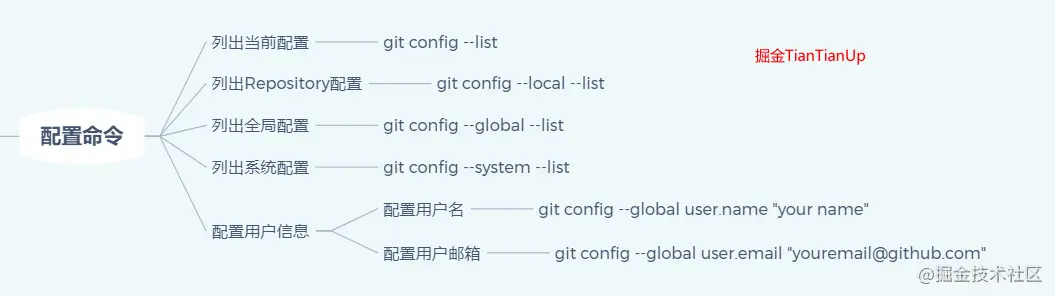 列出当前配置 git config --list
掘金TianTianUp
列出Repository配置 git config --local --list
列出全局配置 git config --global --list
配置命令
列出系统配置 git config --system --list
配置用户名 git config --global user.name "your name"
配置用户信息
配置用户邮箱 git config --global user.email "youremail@github.com"
@掘金技术社区